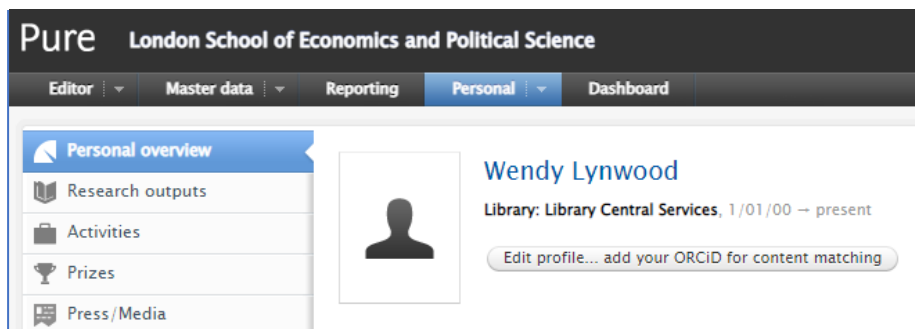 Pure London School of Economics and Political Science
Editor Master data Reporting Personal Dashboard
Personal overview
Research outputs
Activities
Prizes
Press/Media
Wendy Lynwood
Library: Library Central Services, 1/01/00 → present
Edit profile... add your ORCiD for content matching